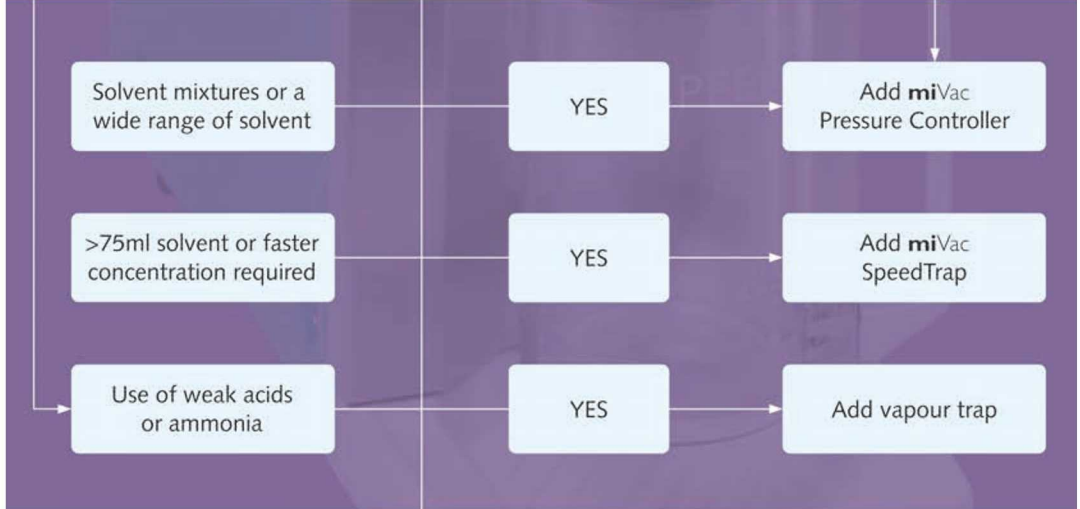 Solvent mixtures or a
wide range of solvent
YES
Add miVac
Pressure Controller
>75ml solvent or faster
concentration required
YES
Add miVac
SpeedTrap
Use of weak acids
or ammonia
YES
Add vapour trap